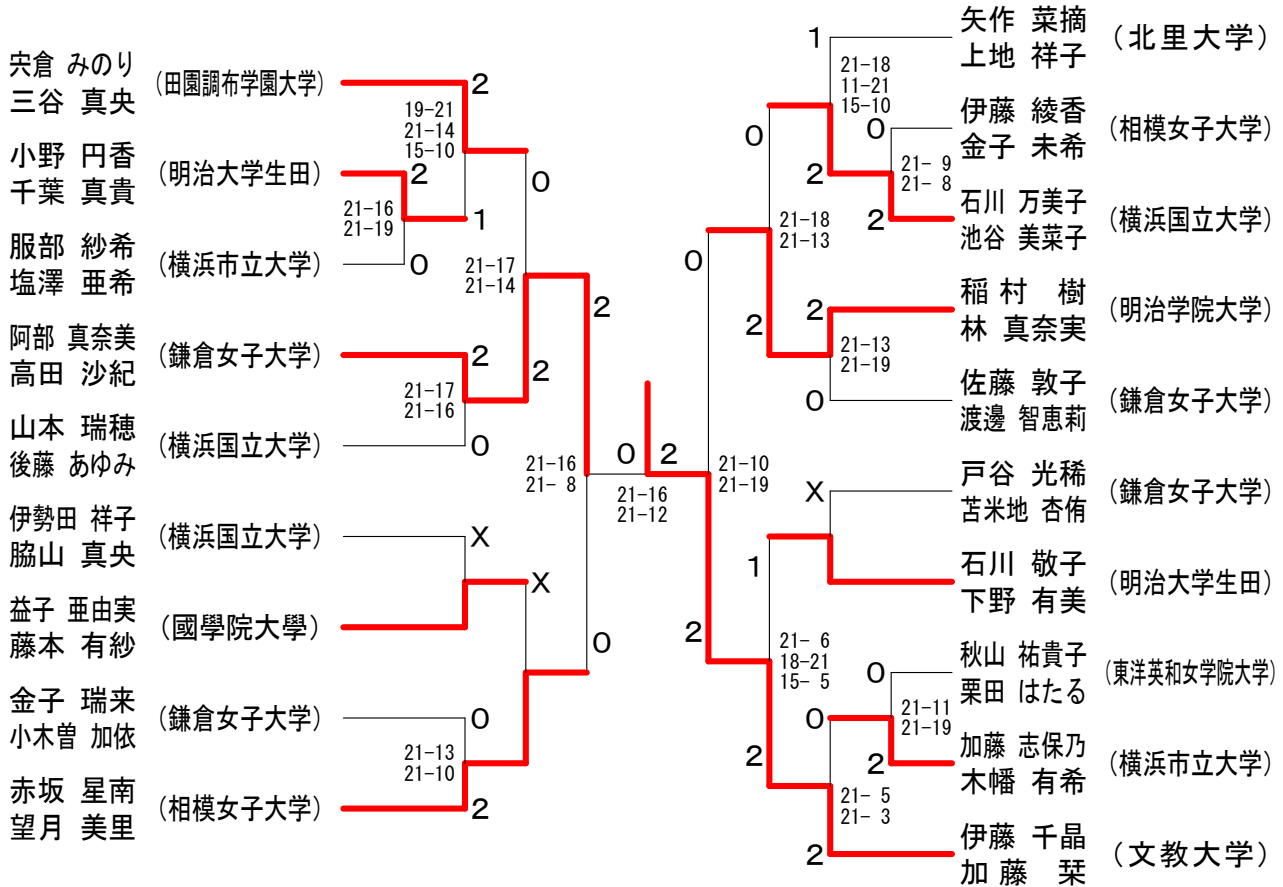 宍倉 みのり
三谷 真央
(田園調布学園大学)
2
19-21
21-14
15-10
小野 円香
千葉 真貴
(明治大学生田)
2
0
21-16
21-19
1
服部 紗希
塩澤 亜希
(横浜市立大学)
0
21-17
21-14
2
阿部 真奈美
高田 沙紀
(鎌倉女子大学)
2
2
21-17
21-16
山本 瑞穂
後藤 あゆみ
(横浜国立大学)
0
21-16
21- 8
伊勢田 祥子
脇山 真央
(横浜国立大学)
X
X
益子 亜由実
藤本 有紗
(國學院大學)
0
金子 瑞来
小木曽 加依
(鎌倉女子大学)
0
21-13
21-10
赤坂 星南
望月 美里
(相模女子大学)
2
0
2
21-16
21-12
矢作 菜摘
上地 祥子
(北里大学)
1
21-18
11-21
15-10
伊藤 綾香
金子 未希
(相模女子大学)
0
0
21- 9
21- 8
2
石川 万美子
池谷 美菜子
(横浜国立大学)
2
21-18
21-13
0
稲村 樹
林 真奈実
(明治学院大学)
2
2
21-13
21-19
佐藤 敦子
渡邊 智恵莉
(鎌倉女子大学)
0
21-10
21-19
戸谷 光稀
苫米地 杏侑
(鎌倉女子大学)
X
1
石川 敬子
下野 有美
(明治大学生田)
2
21- 6
18-21
15- 5
秋山 祐貴子
栗田 はたる
(東洋英和女学院大学)
0
21-11
21-19
0
2
加藤 志保乃
木幡 有希
(横浜市立大学)
2
21- 5
21- 3
伊藤 千晶
加藤 栞
(文教大学)
2